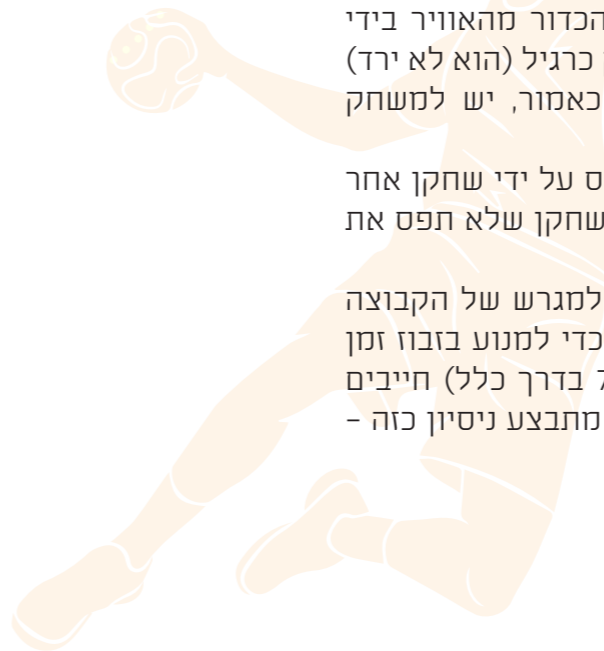 הכדור מהאוויר בידי
כרגיל (הוא לא ירד)
כאמור, יש למשחק
ס על ידי שחקן אחר
שחקן שלא תפס את
למגרש של הקבוצה
כדי למנוע בזבוז זמן
7 בדרך כלל) חייבים
מתבצע ניסיון כזה –